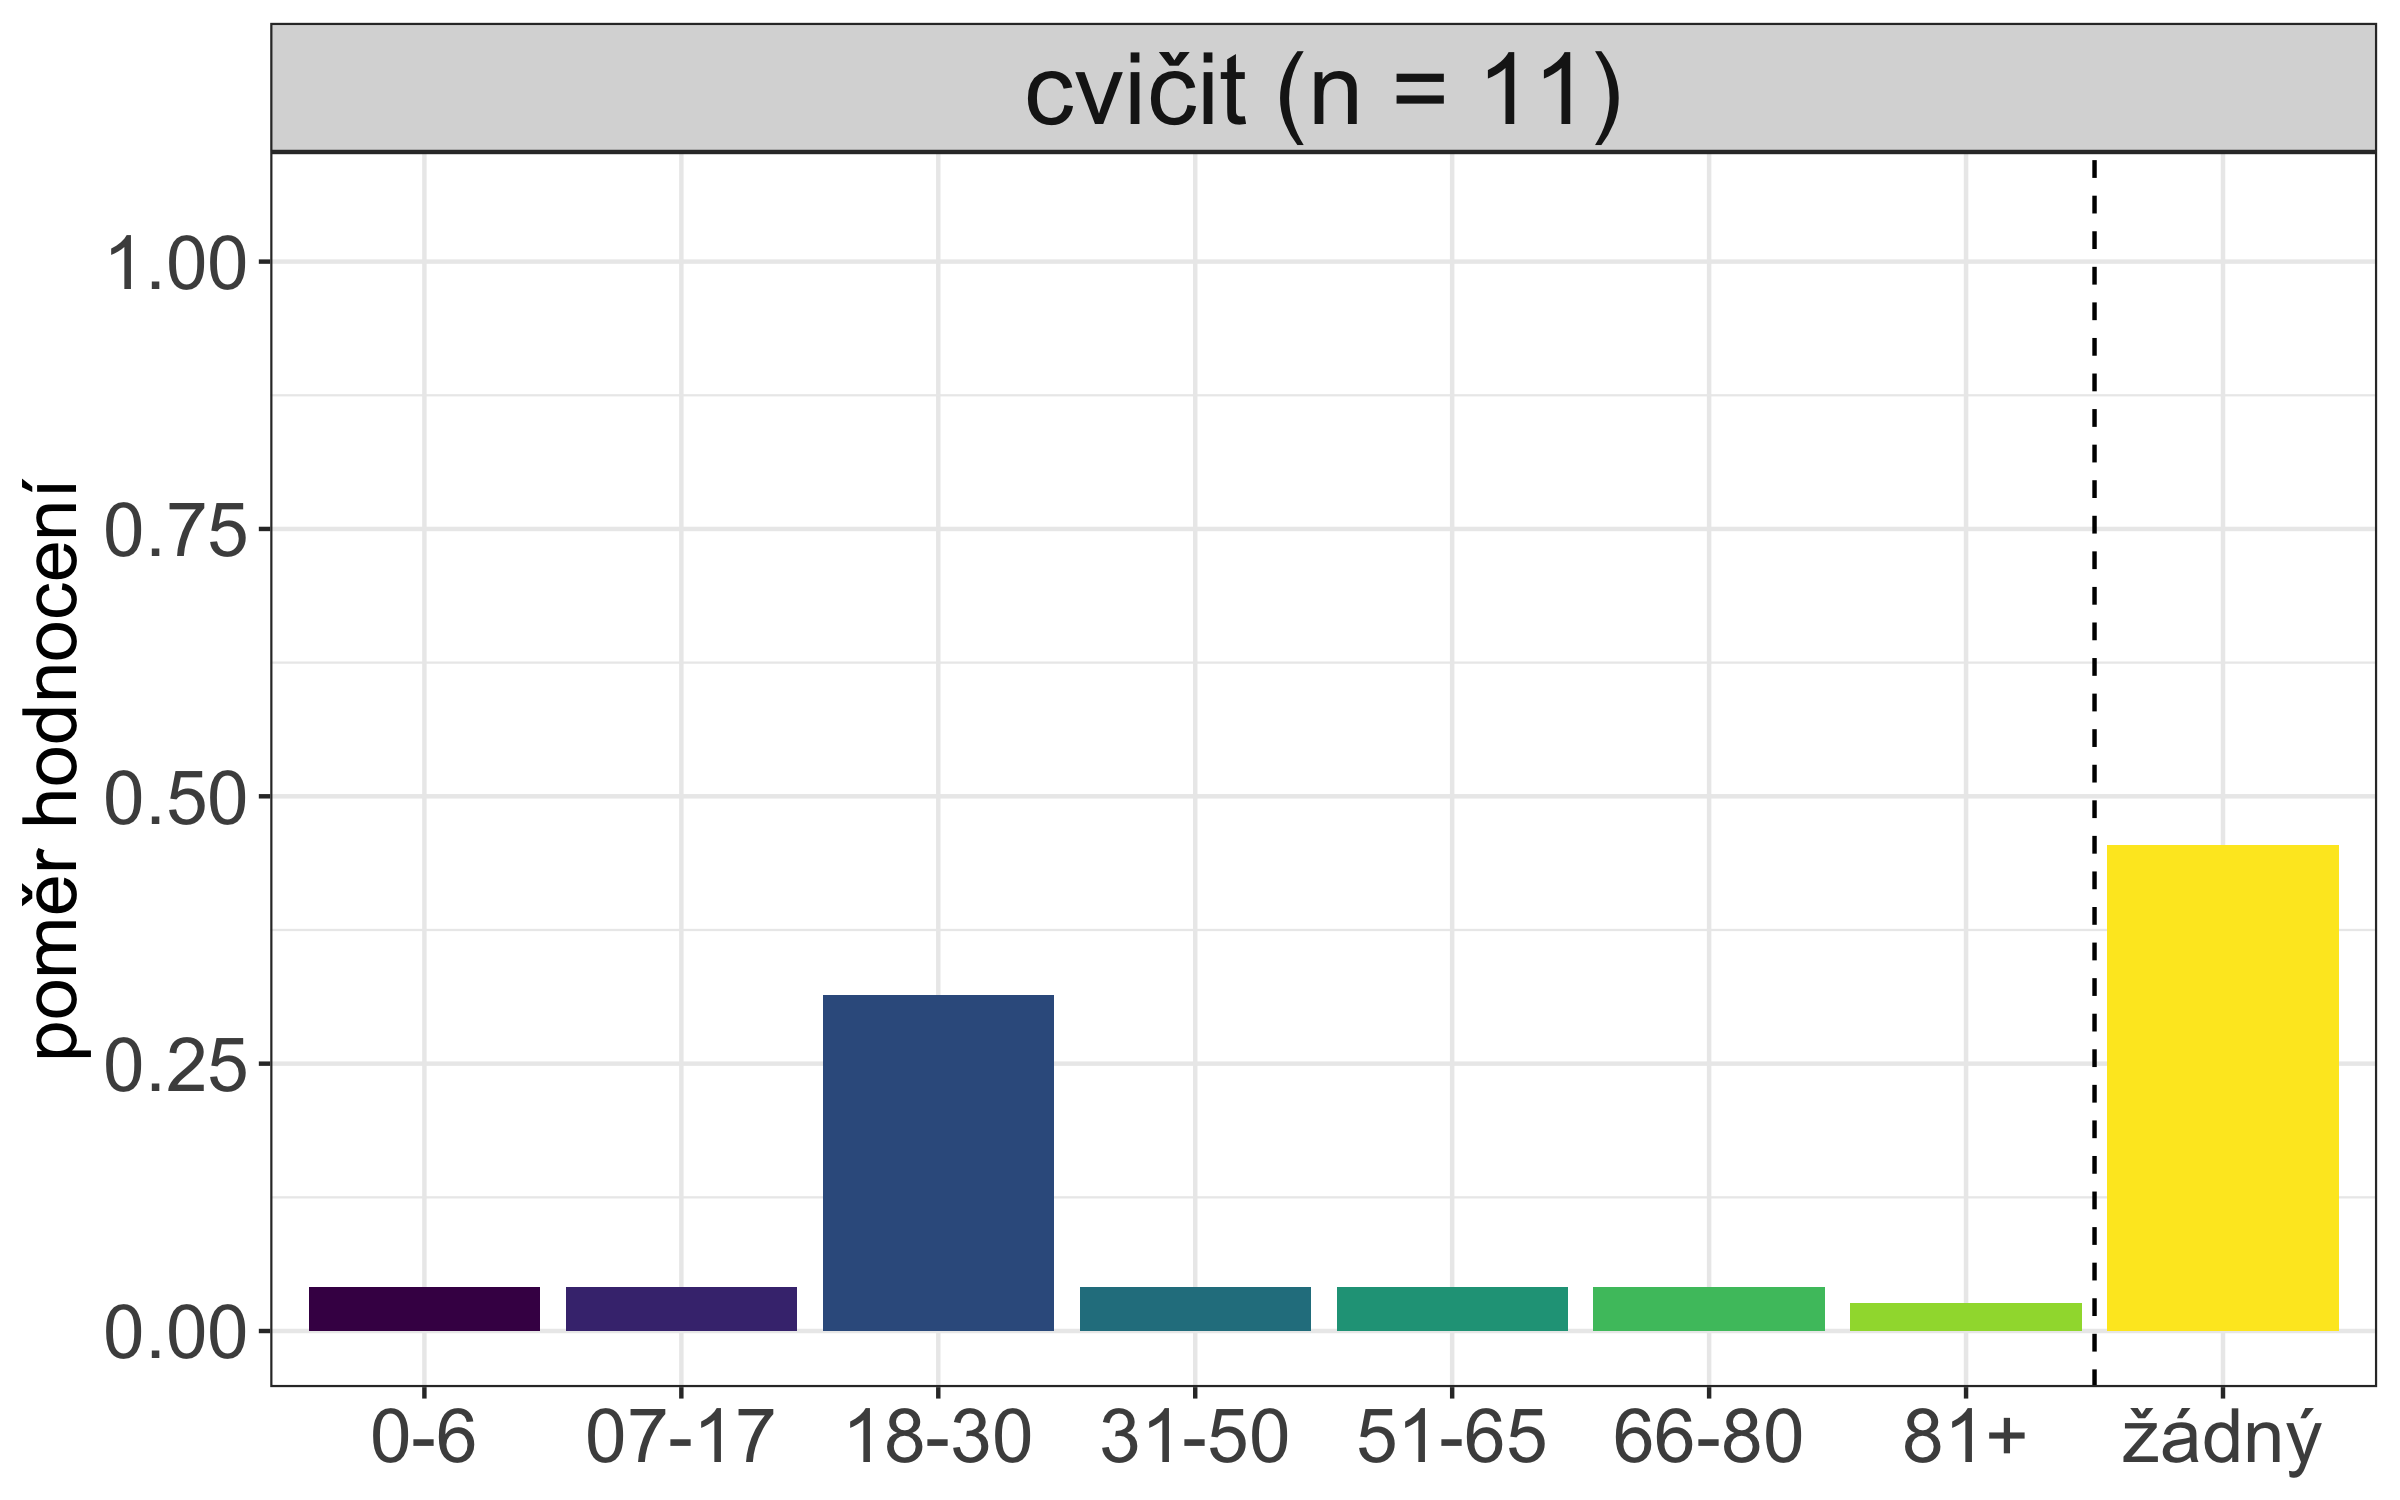 cvičit (n = 11)
poměr hodnocení
1.00
0.75
0.50
0.25
0.00
0-6 07-17 18-30 31-50 51-65 66-80 81+ žádný